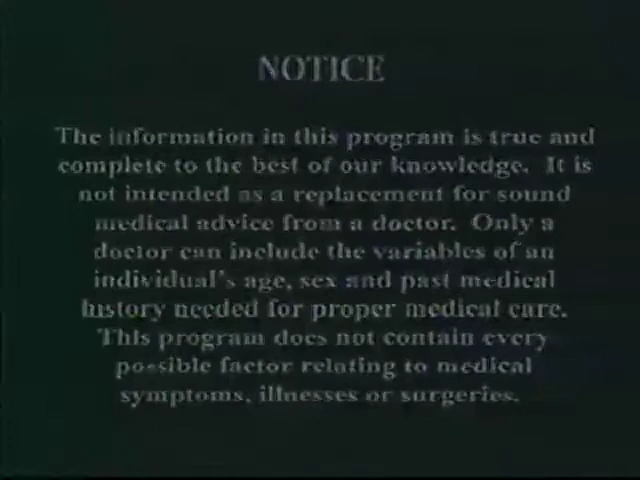 NOTICE
The information in this program is true and
complete to the best of our knowledge. It is
not intended as a replacement for sound
medical advice from a doctor. Only a
doctor can include the variables of an
individual's age, sex and past medical
history needed for proper medical care.
This program does not contain every
possible factor relating to medical
symptoms, illnesses or surgeries.